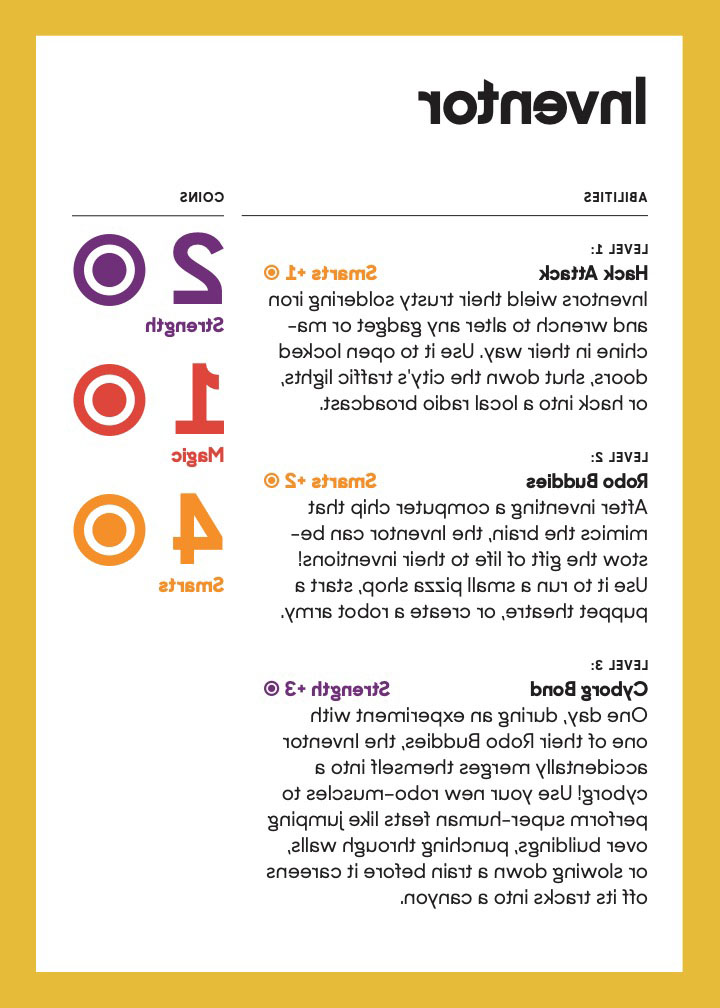 Inventor
ABILITIES
LEVEL 1:
Hack Attack Smarts +1
Inventors wield their trusty soldering iron
and wrench to alter any gadget or ma-
chine in their way. Use it to open locked
doors, shut down the city's traffic lights,
or hack into a local radio broadcast.
LEVEL 2:
Robo Buddies Smarts +2
After inventing a computer chip that
mimics the brain, the Inventor can be-
stow the gift of life to their inventions!
Use it to run a small pizza shop, start a
puppet theatre, or create a robot army.
LEVEL 3:
Cyborg Bond Strength +3
One day, during an experiment with
one of their Robo Buddies, the Inventor
accidentally merges themself into a
cyborg! Use your new robo-muscles to
perform super-human feats like jumping
over buildings, punching through walls,
or slowing down a train before it careens
off its tracks into a canyon.
COINS
2
Strength
1
Magic
4
Smarts